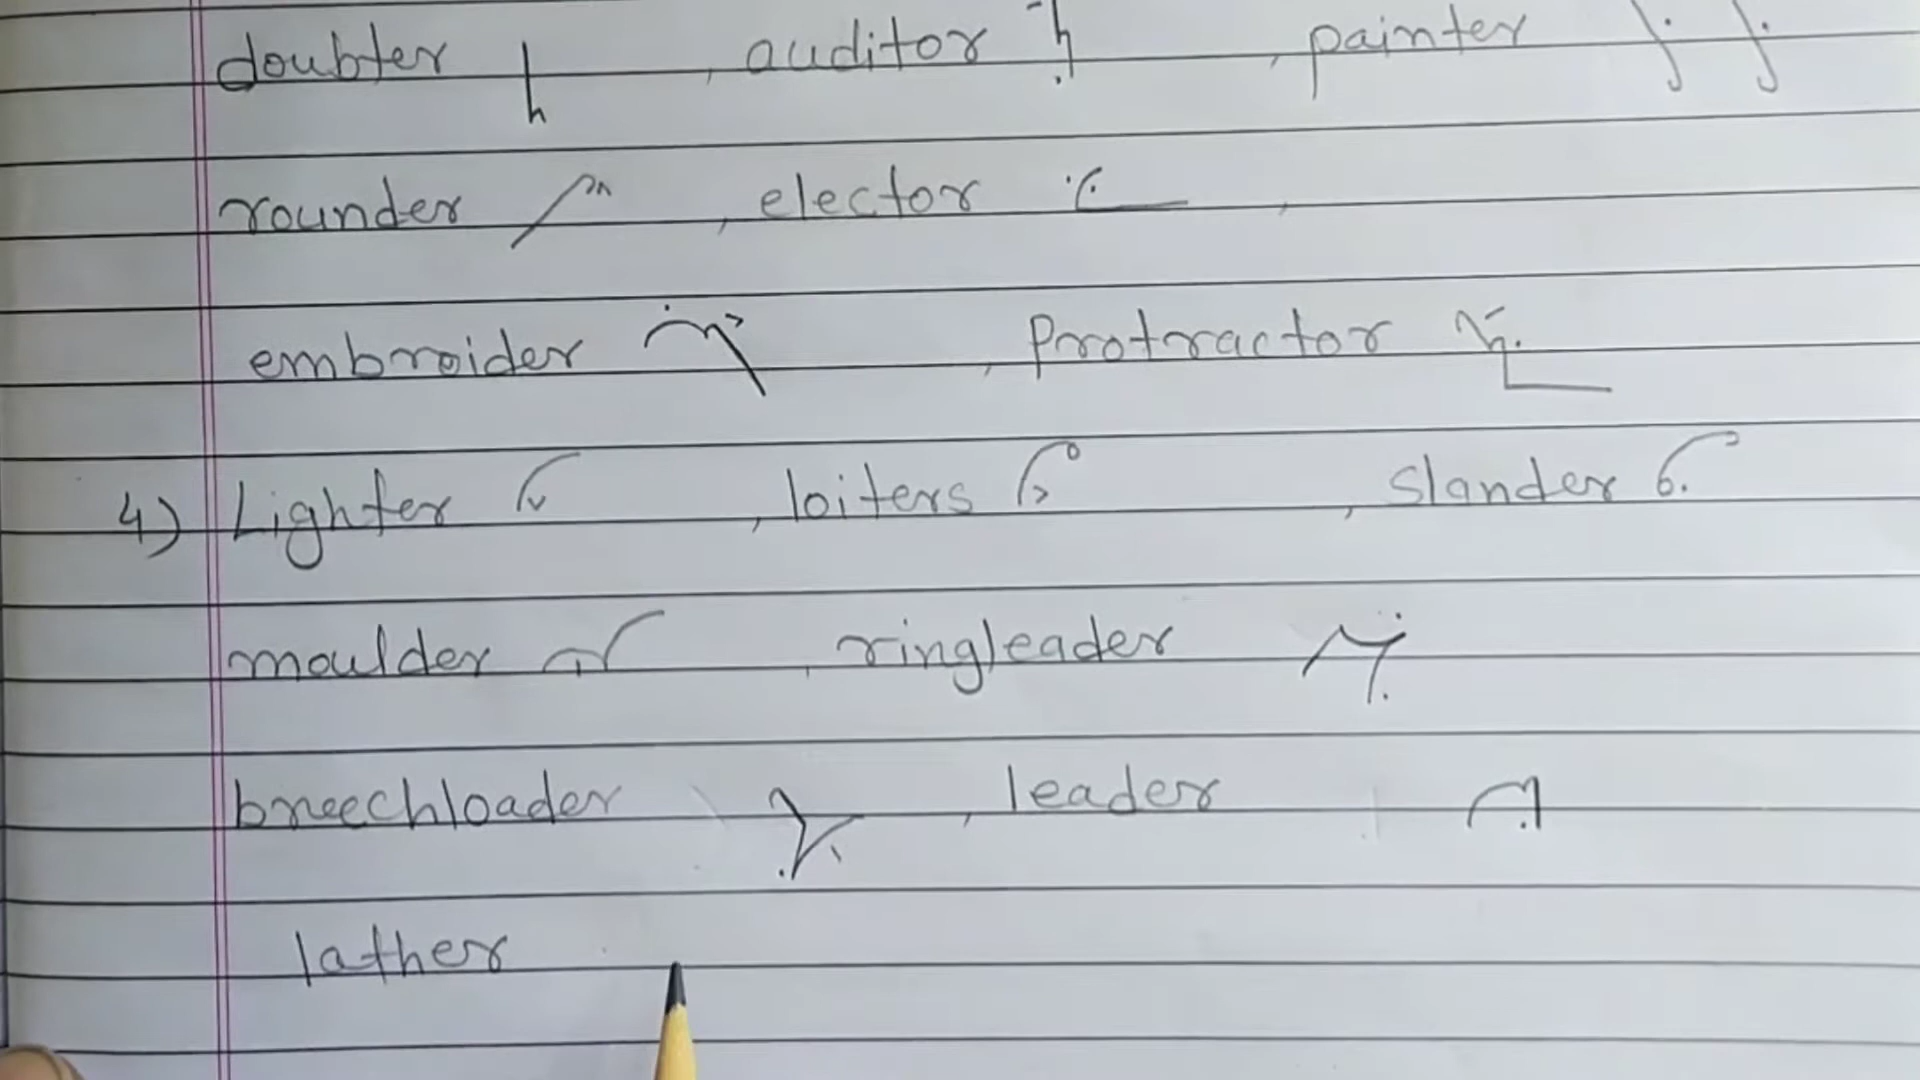 doubter , auditor , painter
rounder , elector ,
embroider , Protractor
4) Lighter , loiters , slander
moulder , ringleader
breechloader , leader
lather